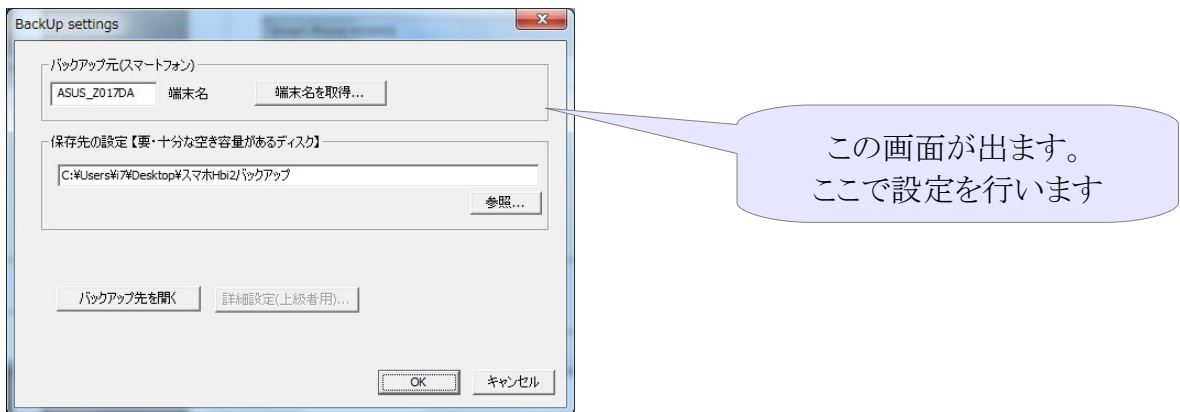 BackUp settings
バックアップ元(スマートフォン)
ASUS_Z017DA 端末名 端末名を取得...
保存先の設定【要・十分な空き容量があるディスク】
C:¥Users¥i7¥Desktop¥スマホHbi2バックアップ
参照...
バックアップ先を開く 詳細設定(上級者用)...
OK キャンセル
この画面が出ます。
ここで設定を行います